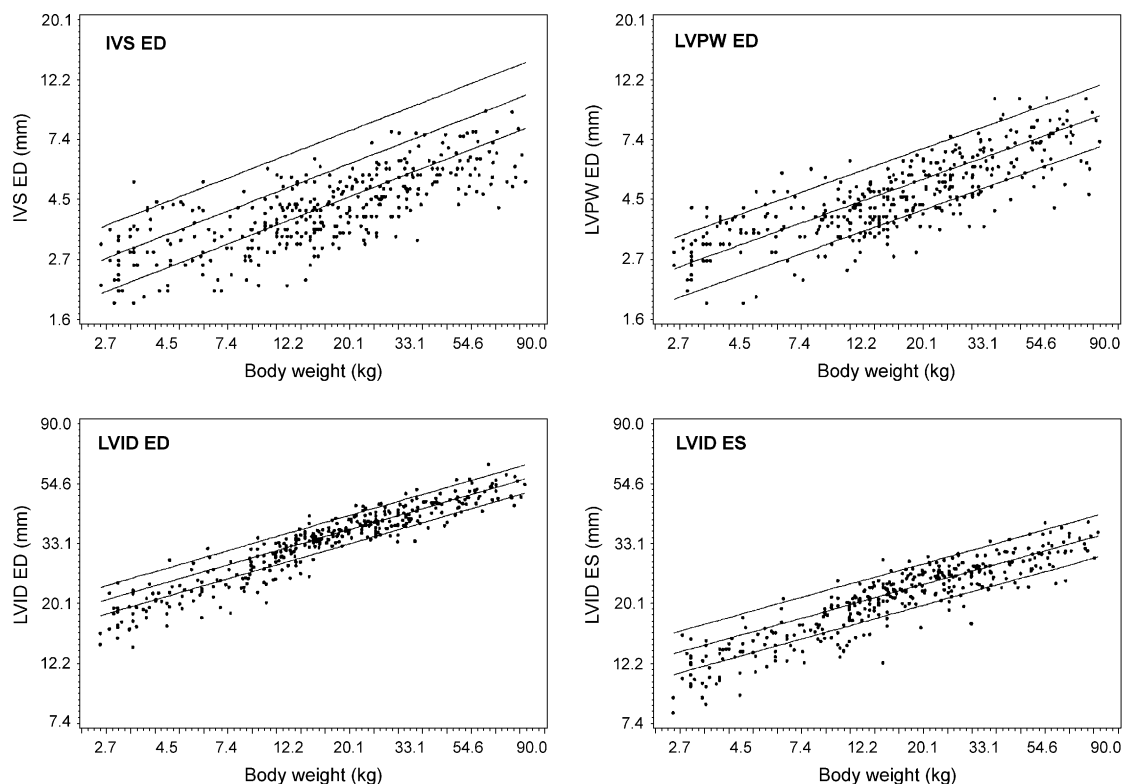 IVS ED
IVS ED (mm)
20.1
12.2
7.4
4.5
2.7
1.6
2.7 4.5 7.4 12.2 20.1 33.1 54.6 90.0
Body weight (kg)
LVPW ED
LVPW ED (mm)
20.1
12.2
7.4
4.5
2.7
1.6
2.7 4.5 7.4 12.2 20.1 33.1 54.6 90.0
Body weight (kg)
LVID ED
LVID ED (mm)
90.0
54.6
33.1
20.1
12.2
7.4
2.7 4.5 7.4 12.2 20.1 33.1 54.6 90.0
Body weight (kg)
LVID ES
LVID ES (mm)
90.0
54.6
33.1
20.1
12.2
7.4
2.7 4.5 7.4 12.2 20.1 33.1 54.6 90.0
Body weight (kg)